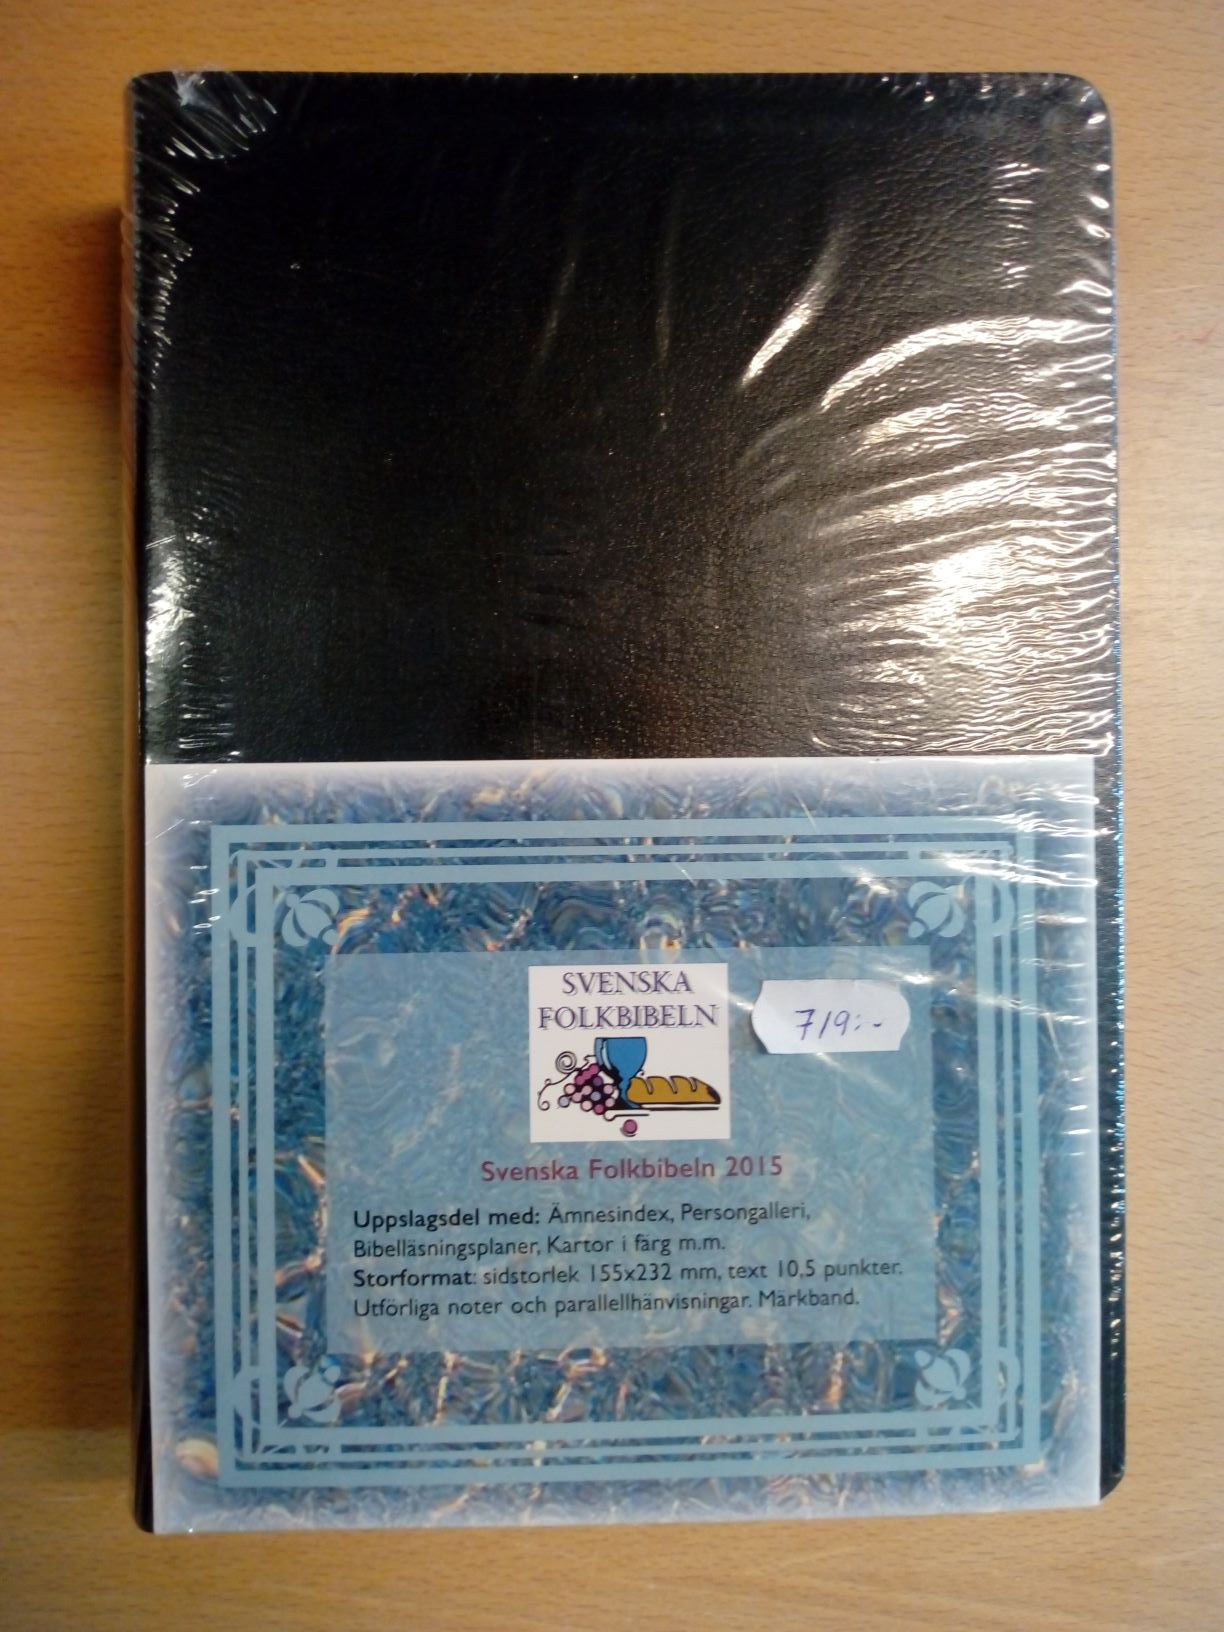 SVENSKA
FOLKBIBELN
719:-
Svenska Folkbibeln 2015
Uppslagsdel med: Ämnesindex, Persongalleri,
Bibelläsningsplaner, Kartor i färg m.m.
Storformat: sidstorlek 155x232 mm, text 10,5 punkter.
Utförliga noter och parallellhänvisningar. Märkband.